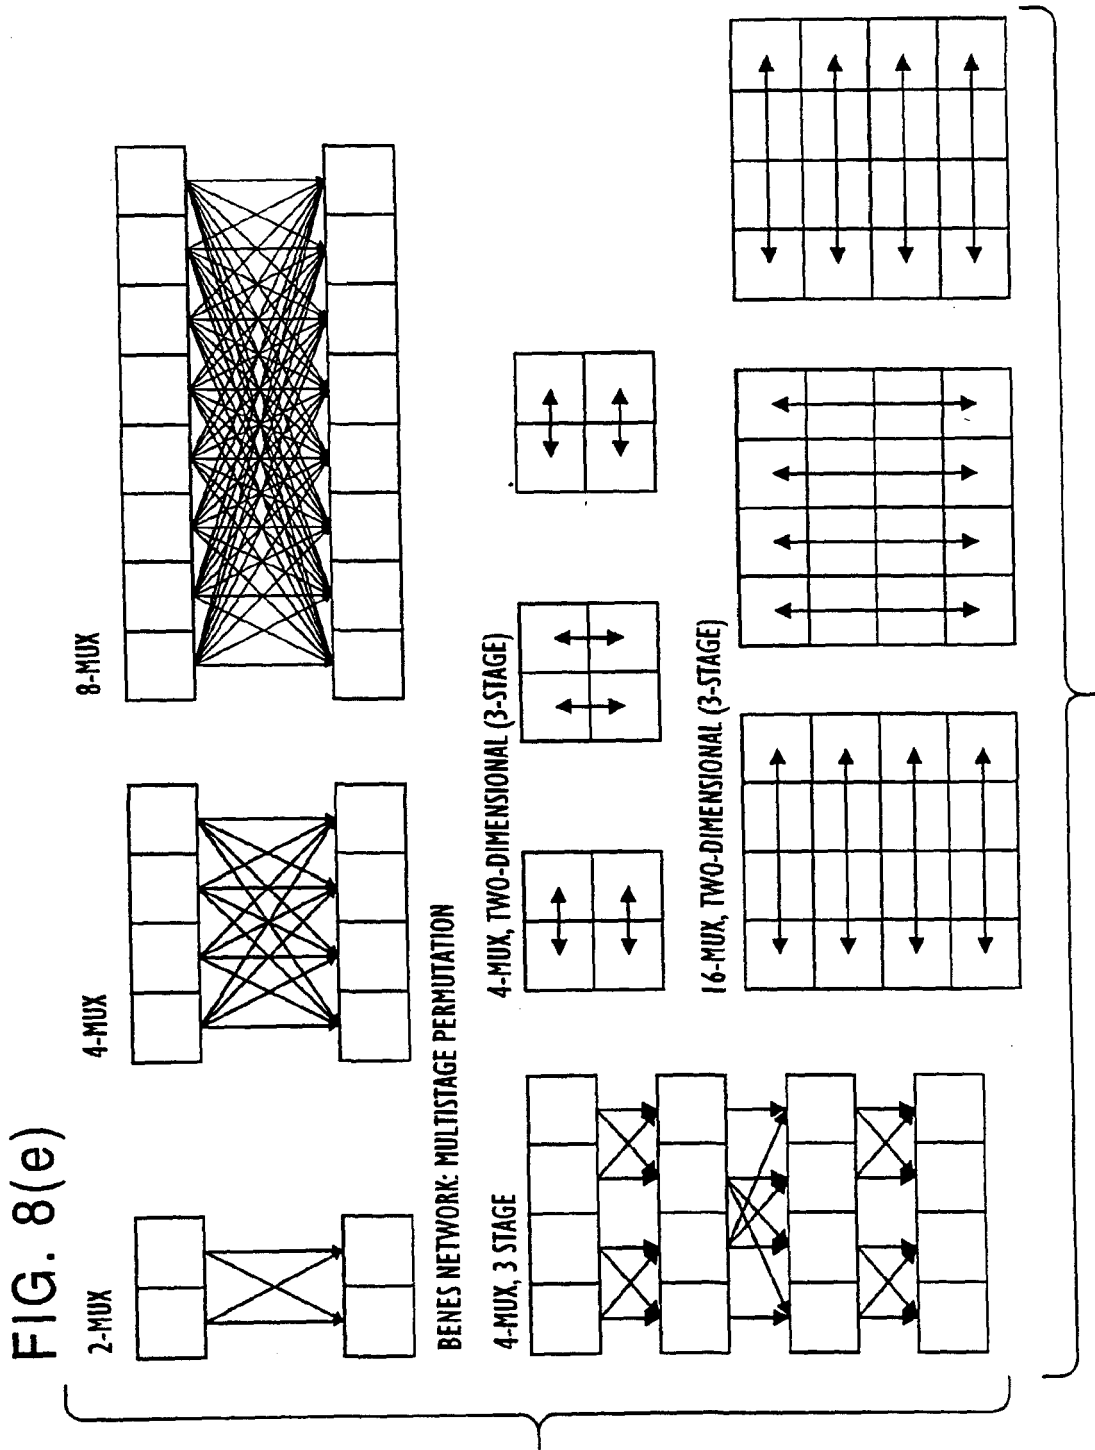 FIG. 8(e)
2-MUX
4-MUX
8-MUX
BENES NETWORK: MULTISTAGE PERMUTATION
4-MUX, 3 STAGE
4-MUX, TWO-DIMENSIONAL (3-STAGE)
16-MUX, TWO-DIMENSIONAL (3-STAGE)